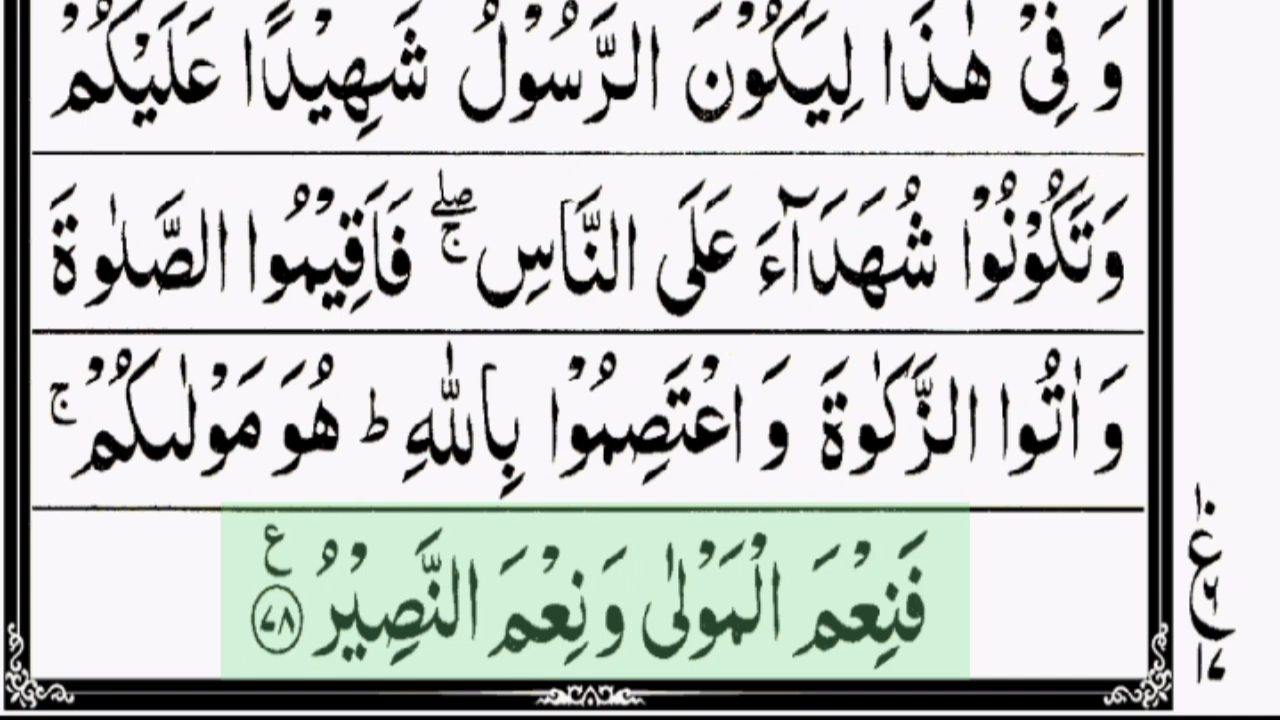 وَ فِیْ هٰذَا لِیَكُوْنَ الرَّسُوْلُ شَهِیْدًا عَلَیْكُمْ
وَتَكُوْنُوْا شُهَدَآءَ عَلَی النَّاسِ ۚۖ فَاَقِیْمُوا الصَّلٰوةَ
وَ اٰتُوا الزَّكٰوةَ وَ اعْتَصِمُوْا بِاللّٰهِ ؕ هُوَ مَوْلٰىكُمْ ۚ
فَنِعْمَ الْمَوْلٰی وَ نِعْمَ النَّصِیْرُ ۧ ﴿۷۸﴾
ع